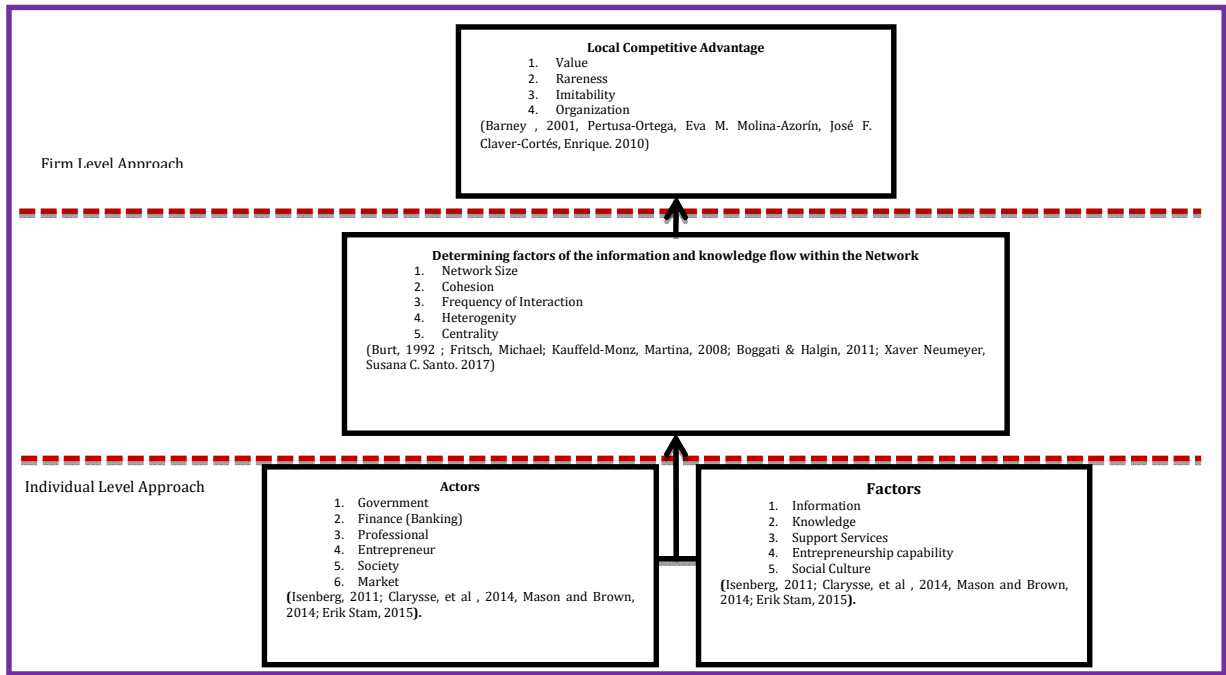 Local Competitive Advantage
1. Value
2. Rareness
3. Imitability
4. Organization
(Barney , 2001, Pertusa-Ortega, Eva M. Molina-Azorín, José F.
Claver-Cortés, Enrique. 2010)
Firm Level Approach
Determining factors of the information and knowledge flow within the Network
1. Network Size
2. Cohesion
3. Frequency of Interaction
4. Heterogenity
5. Centrality
(Burt, 1992 ; Fritsch, Michael; Kauffeld-Monz, Martina, 2008; Boggati & Halgin, 2011; Xaver Neumeyer,
Susana C. Santo. 2017)
Individual Level Approach
Actors
1. Government
2. Finance (Banking)
3. Professional
4. Entrepreneur
5. Society
6. Market
(Isenberg, 2011; Clarysse, et al , 2014, Mason and Brown,
2014; Erik Stam, 2015).
Factors
1. Information
2. Knowledge
3. Support Services
4. Entrepreneurship capability
5. Social Culture
(Isenberg, 2011; Clarysse, et al , 2014, Mason and Brown,
2014; Erik Stam, 2015).